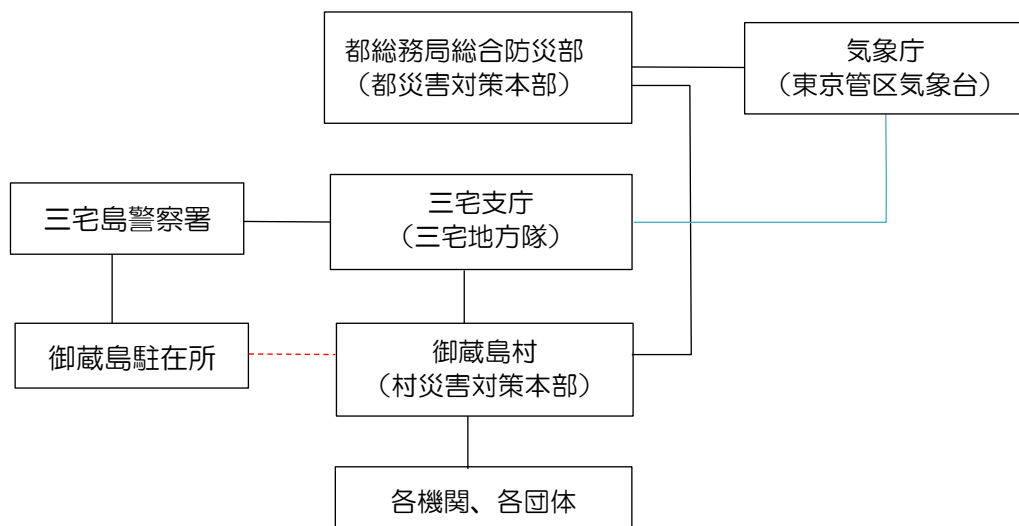 都総務局総合防災部
（都災害対策本部）
気象庁
（東京管区気象台）
三宅島警察署
三宅支庁
（三宅地方隊）
御蔵島駐在所
御蔵島村
（村災害対策本部）
各機関、各団体